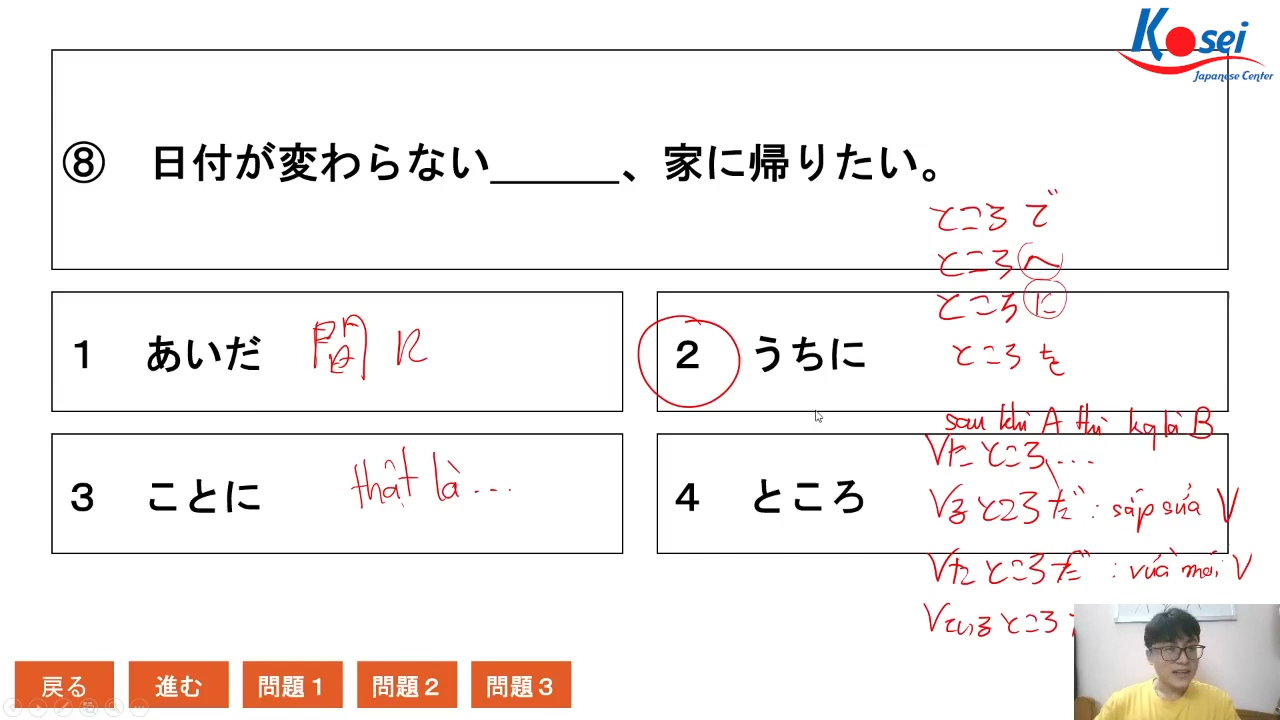 Kosei
Japanese Center
⑧ 日付が変わらない______、家に帰りたい。
ところで
ところへ
ところに
ところを
1 あいだ 間に
2 うちに
3 ことに thật là...
4 ところ
sau khi A thì kq là B
Vたところ...
Vるところだ : sắp sửa V
Vたところだ : vừa mới V
Vているところ
戻る 進む 問題1 問題2 問題3